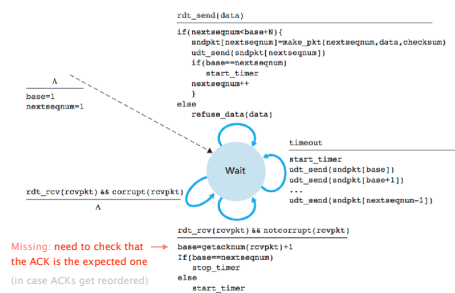 rdt_send(data)
if(nextseqnum<base+N){
sndpkt[nextseqnum]=make_pkt(nextseqnum,data,checksum)
udt_send(sndpkt[nextseqnum])
if(base==nextseqnum)
start_timer
nextseqnum++
}
else
refuse_data(data)
Λ
base=1
nextseqnum=1
Wait
timeout
start_timer
udt_send(sndpkt[base])
udt_send(sndpkt[base+1])
...
udt_send(sndpkt[nextseqnum-1])
rdt_rcv(rcvpkt) && corrupt(rcvpkt)
Λ
rdt_rcv(rcvpkt) && notcorrupt(rcvpkt)
base=getacknum(rcvpkt)+1
If(base==nextseqnum)
stop_timer
else
start_timer
Missing: need to check that
the ACK is the expected one
(in case ACKs get reordered)